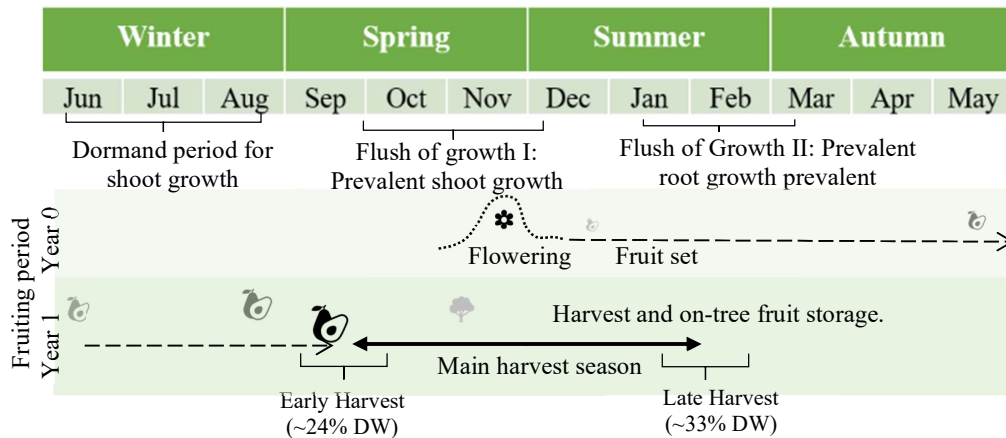 Winter Spring Summer Autumn
Jun Jul Aug Sep Oct Nov Dec Jan Feb Mar Apr May
Dormand period for
shoot growth
Flush of growth I:
Prevalent shoot growth
Flush of Growth II: Prevalent
root growth prevalent
Fruiting period
Year 0
Flowering
Fruit set
Year 1
Harvest and on-tree fruit storage.
Main harvest season
Early Harvest
(~24% DW)
Late Harvest
(~33% DW)